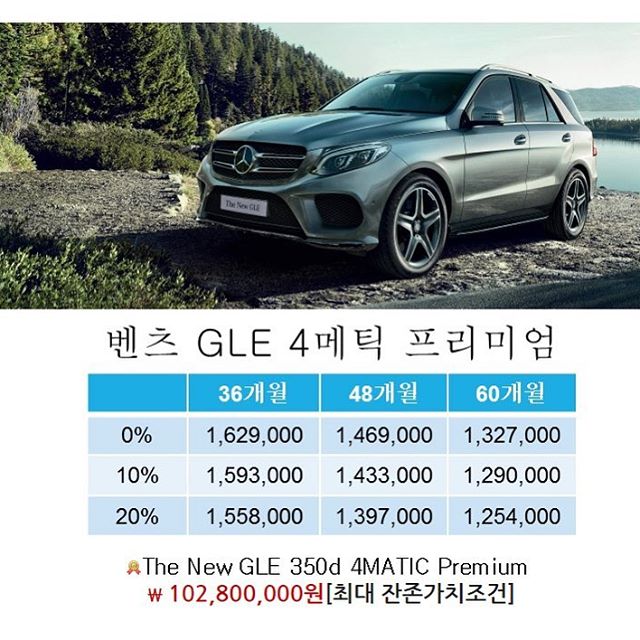 The New GLE
벤츠 GLE 4메틱 프리미엄
36개월 48개월 60개월
0% 1,629,000 1,469,000 1,327,000
10% 1,593,000 1,433,000 1,290,000
20% 1,558,000 1,397,000 1,254,000
The New GLE 350d 4MATIC Premium
₩ 102,800,000원[최대 잔존가치조건]